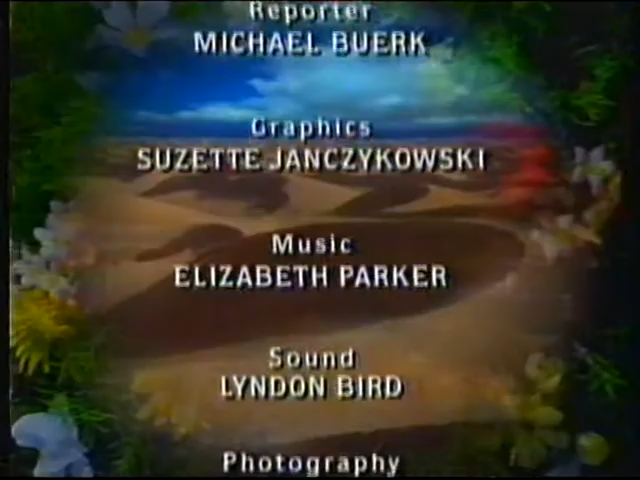 Reporter
MICHAEL BUERK
Graphics
SUZETTE JANCZYKOWSKI
Music
ELIZABETH PARKER
Sound
LYNDON BIRD
Photography